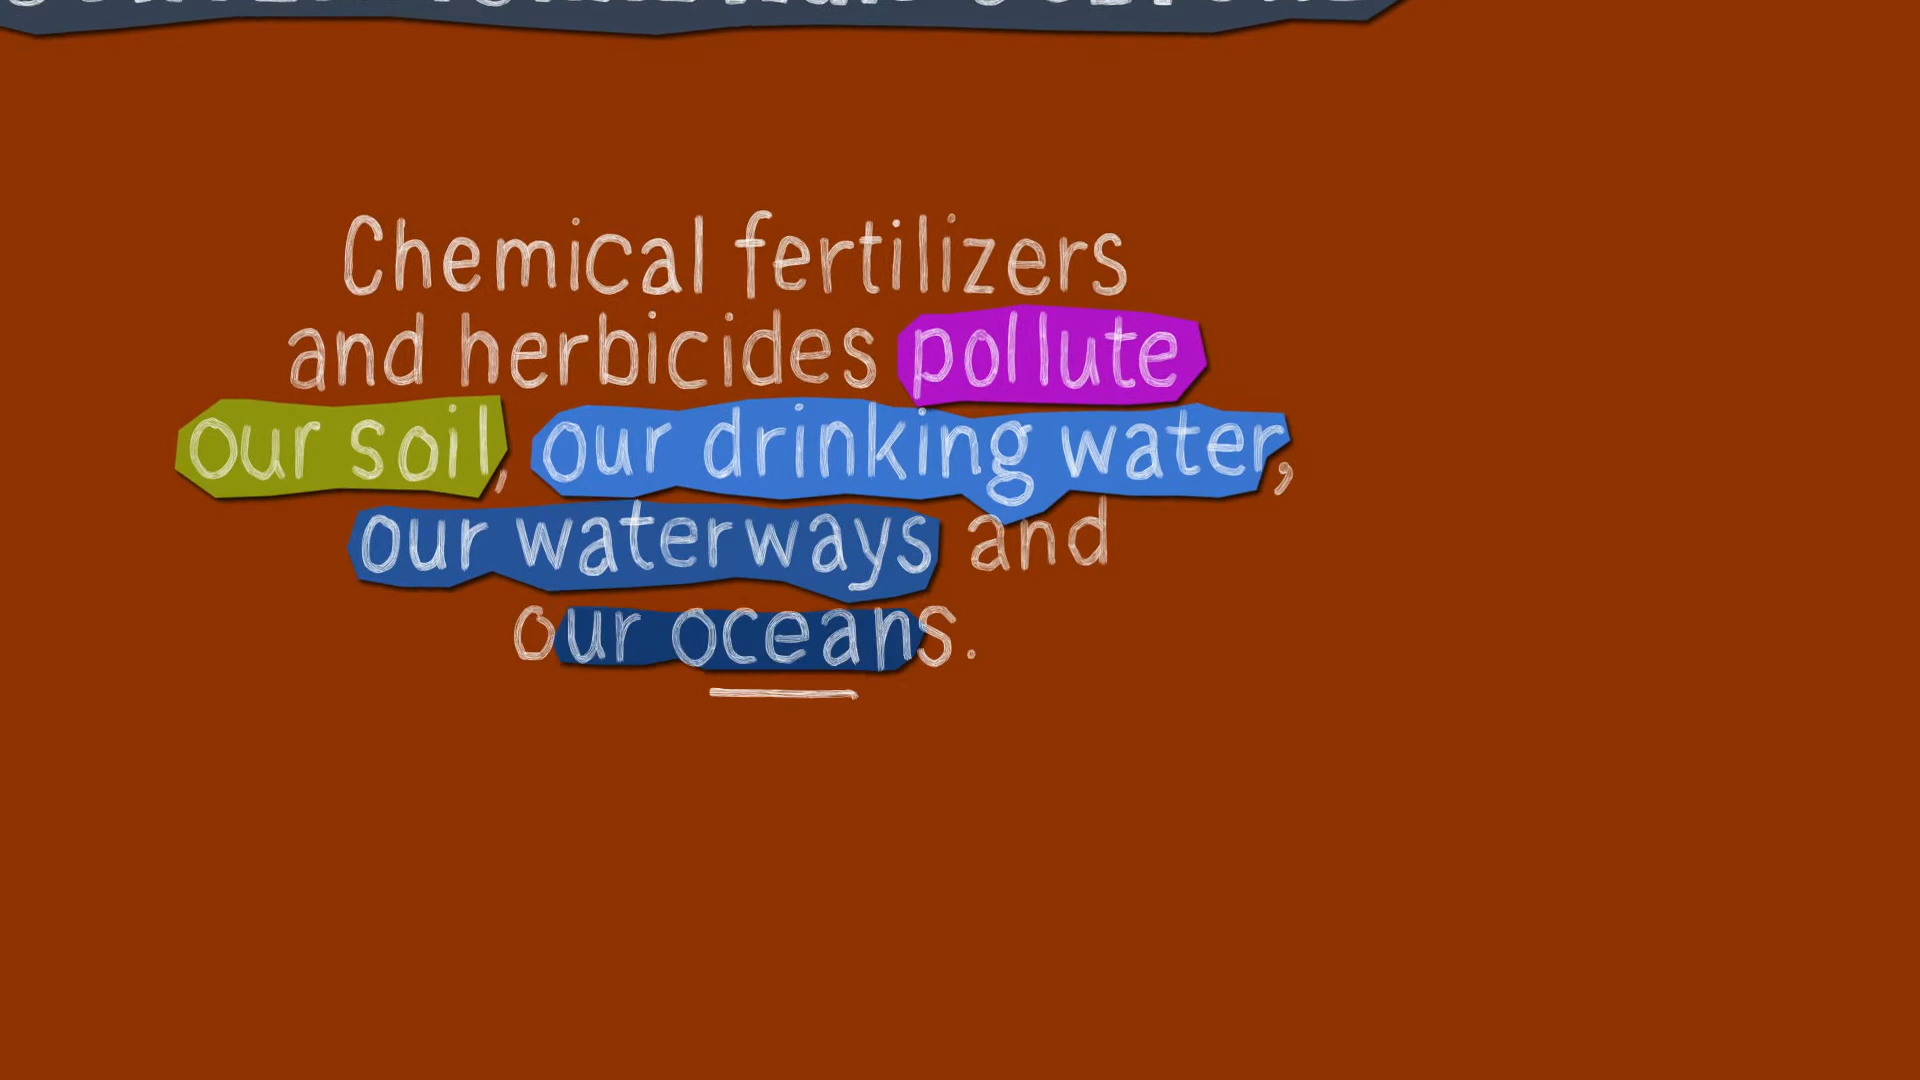 Chemical fertilizers
and herbicides pollute
our soil, our drinking water,
our waterways and
our oceans.